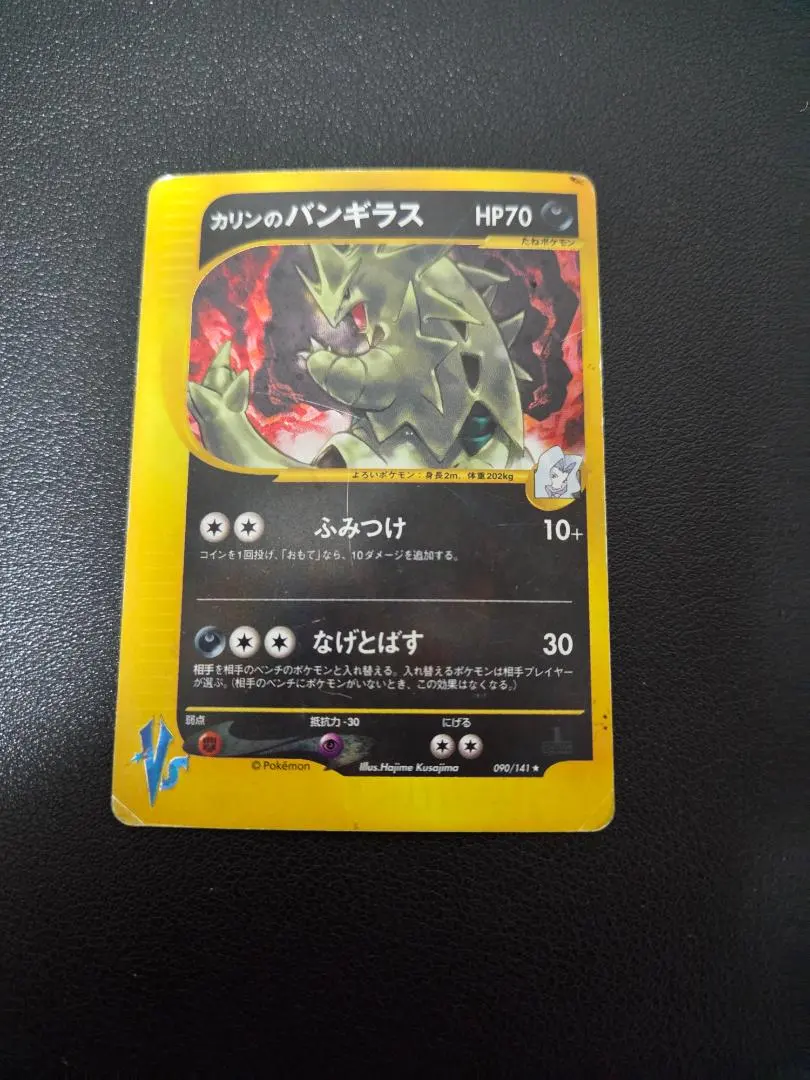 カリンのバンギラス HP70
たねポケモン
よろいポケモン：身長2m、体重202kg
ふみつけ 10+
コインを1回投げ、「おもて」なら、10ダメージを追加する。
なげとばす 30
相手を相手のベンチのポケモンと入れ替える。入れ替えるポケモンは相手プレイヤー
が選ぶ。（相手のベンチにポケモンがいないとき、この効果はなくなる。）
弱点 抵抗力-30 にげる
VS
©Pokémon Illus.Hajime Kusajima 090/141★